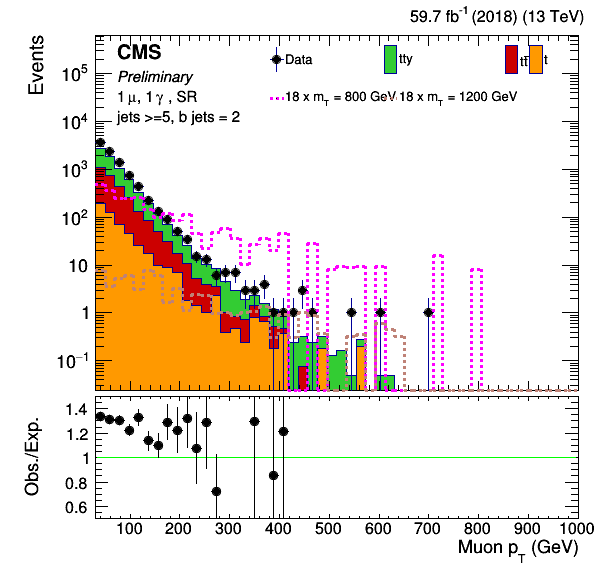 59.7 fb⁻¹ (2018) (13 TeV)
Events
CMS
Preliminary
1 μ, 1 γ , SR
jets >=5, b jets = 2
Data
ttγ
tt̄
t
18 x m_T = 800 GeV
18 x m_T = 1200 GeV
10⁵
10⁴
10³
10²
10
1
10⁻¹
Obs./Exp.
1.4
1.2
1
0.8
0.6
100 200 300 400 500 600 700 800 900 1000
Muon p_T (GeV)